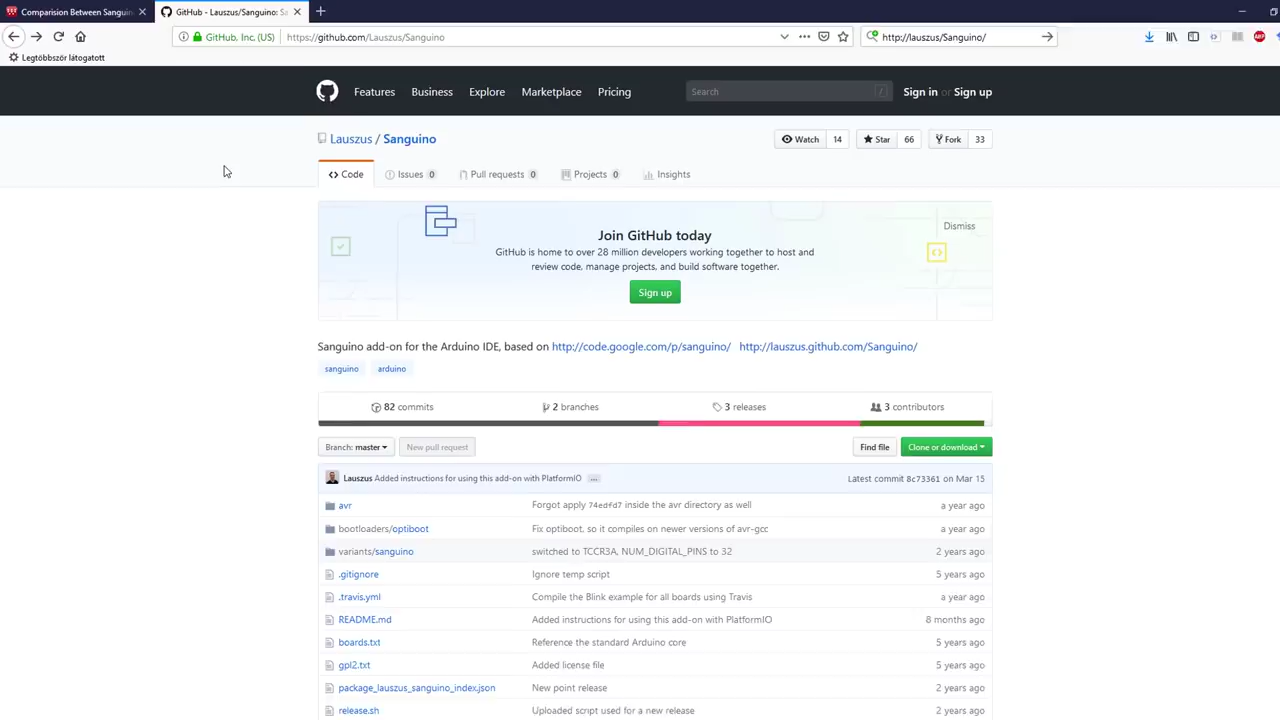 Comparision Between Sanguin
GitHub - Lauszus/Sanguino: Sa
GitHub, Inc. (US)
https://github.com/Lauszus/Sanguino
http://lauszus/Sanguino/
Legtöbbször látogatott
Features
Business
Explore
Marketplace
Pricing
Search
/
Sign in or Sign up
Lauszus / Sanguino
Watch 14
Star 66
Fork 33
Code
Issues 0
Pull requests 0
Projects 0
Insights
Join GitHub today
Dismiss
GitHub is home to over 28 million developers working together to host and
review code, manage projects, and build software together.
Sign up
Sanguino add-on for the Arduino IDE, based on http://code.google.com/p/sanguino/ http://lauszus.github.com/Sanguino/
sanguino
arduino
82 commits
2 branches
3 releases
3 contributors
Branch: master
New pull request
Find file
Clone or download
Lauszus Added instructions for using this add-on with PlatformIO ...
Latest commit 8c73361 on Mar 15
avr Forgot apply 74edfd7 inside the avr directory as well a year ago
bootloaders/optiboot Fix optiboot, so it compiles on newer versions of avr-gcc a year ago
variants/sanguino switched to TCCR3A, NUM_DIGITAL_PINS to 32 2 years ago
.gitignore Ignore temp script 5 years ago
.travis.yml Compile the Blink example for all boards using Travis a year ago
README.md Added instructions for using this add-on with PlatformIO 8 months ago
boards.txt Reference the standard Arduino core 5 years ago
gpl2.txt Added license file 5 years ago
package_lauszus_sanguino_index.json New point release 2 years ago
release.sh Uploaded script used for a new release 2 years ago